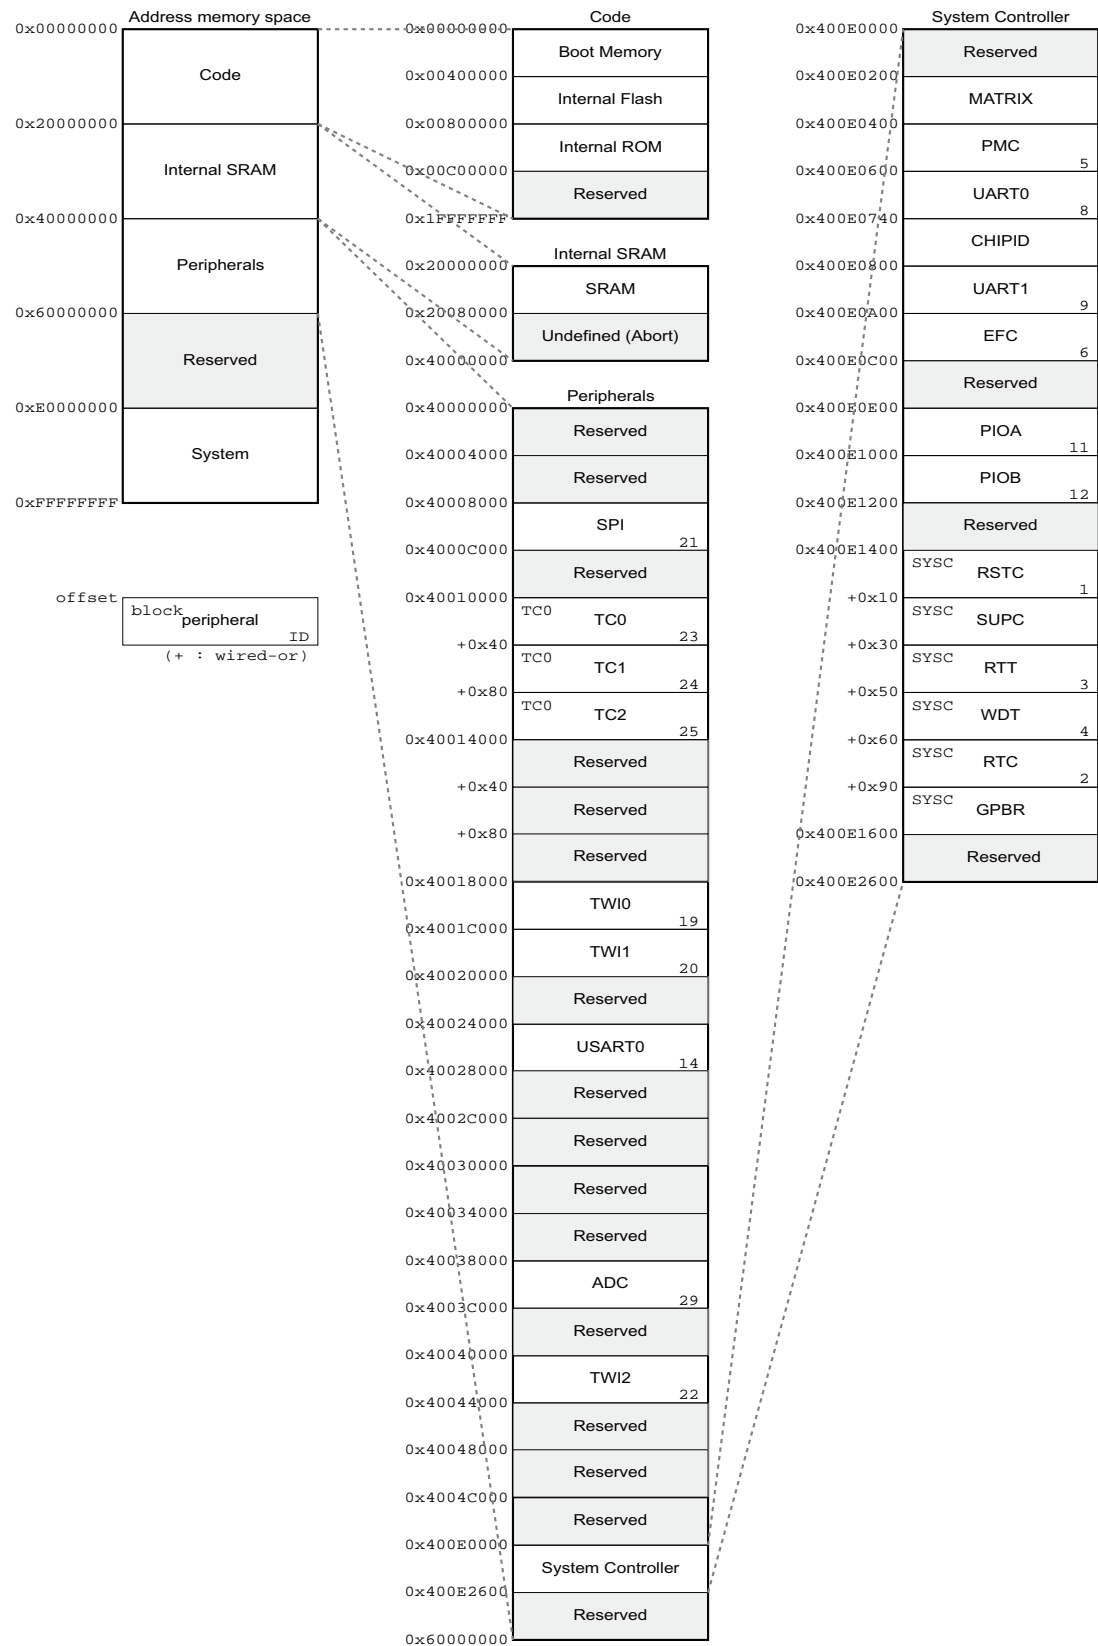 Address memory space
0x00000000
Code
0x20000000
Internal SRAM
0x40000000
Peripherals
0x60000000
Reserved
0xE0000000
System
0xFFFFFFFF
offset
block
peripheral
ID
(+ : wired-or)
Code
0x00000000
Boot Memory
0x00400000
Internal Flash
0x00800000
Internal ROM
0x00C00000
Reserved
0x1FFFFFFF
Internal SRAM
0x20000000
SRAM
0x20080000
Undefined (Abort)
0x40000000
Peripherals
0x40000000
Reserved
0x40004000
Reserved
0x40008000
SPI
21
0x4000C000
Reserved
0x40010000
TC0
TC0
23
+0x40
TC0
TC1
24
+0x80
TC0
TC2
25
0x40014000
Reserved
+0x40
Reserved
+0x80
Reserved
0x40018000
TWI0
19
0x4001C000
TWI1
20
0x40020000
Reserved
0x40024000
USART0
14
0x40028000
Reserved
0x4002C000
Reserved
0x40030000
Reserved
0x40034000
Reserved
0x40038000
ADC
29
0x4003C000
Reserved
0x40040000
TWI2
22
0x40044000
Reserved
0x40048000
Reserved
0x4004C000
Reserved
0x400E0000
System Controller
0x400E2600
Reserved
0x60000000
System Controller
0x400E0000
Reserved
0x400E0200
MATRIX
0x400E0400
PMC
5
0x400E0600
UART0
8
0x400E0740
CHIPID
0x400E0800
UART1
9
0x400E0A00
EFC
6
0x400E0C00
Reserved
0x400E0E00
PIOA
11
0x400E1000
PIOB
12
0x400E1200
Reserved
0x400E1400
SYSC
RSTC
1
+0x10
SYSC
SUPC
+0x30
SYSC
RTT
3
+0x50
SYSC
WDT
4
+0x60
SYSC
RTC
2
+0x90
SYSC
GPBR
0x400E1600
Reserved
0x400E2600